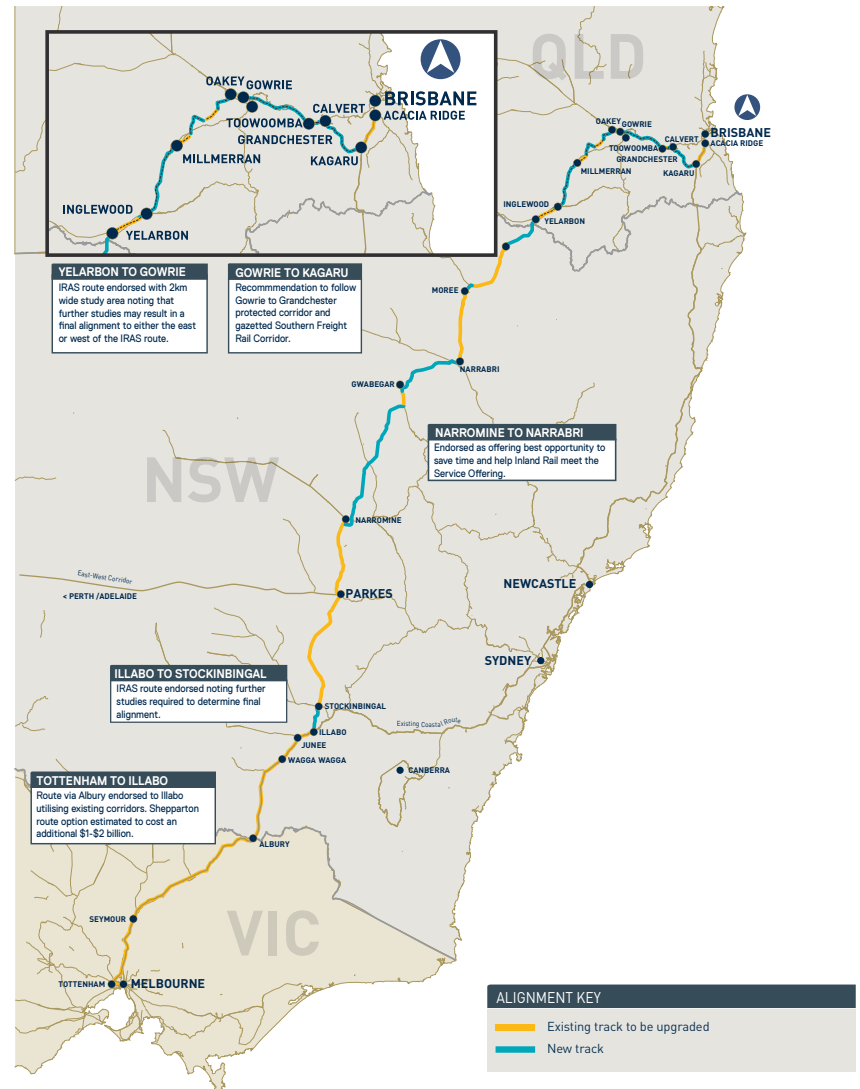 QLD
OAKEY
GOWRIE
BRISBANE
CALVERT
ACACIA RIDGE
TOOWOOMBA
GRANDCHESTER
KAGARU
MILLMERRAN
INGLEWOOD
YELARBON
OAKEY
GOWRIE
BRISBANE
CALVERT
ACACIA RIDGE
TOOWOOMBA
GRANDCHESTER
KAGARU
MILLMERRAN
INGLEWOOD
YELARBON
YELARBON TO GOWRIE
IRAS route endorsed with 2km
wide study area noting that
further studies may result in a
final alignment to either the east
or west of the IRAS route.
GOWRIE TO KAGARU
Recommmendation to follow
Gowrie to Grandchester
protected corridor and
gazetted Southern Freight
Rail Corridor.
MOREE
NARRABRI
GWABEGAR
NARROMINE TO NARRABRI
Endorsed as offering best opportunity to
save time and help Inland Rail meet the
Service Offering.
NSW
NARROMINE
East-West Corridor
< PERTH /ADELAIDE
PARKES
NEWCASTLE
SYDNEY
ILLABO TO STOCKINBINGAL
IRAS route endorsed noting further
studies required to determine final
alignment.
STOCKINBINGAL
Existing Coastal Route
ILLABO
JUNEE
WAGGA WAGGA
CANBERRA
TOTTENHAM TO ILLABO
Route via Albury endorsed to Illabo
utilising existing corridors. Shepparton
route option estimated to cost an
additional $1-$2 billion.
ALBURY
SEYMOUR
VIC
TOTTENHAM
MELBOURNE
ALIGNMENT KEY
Existing track to be upgraded
New track